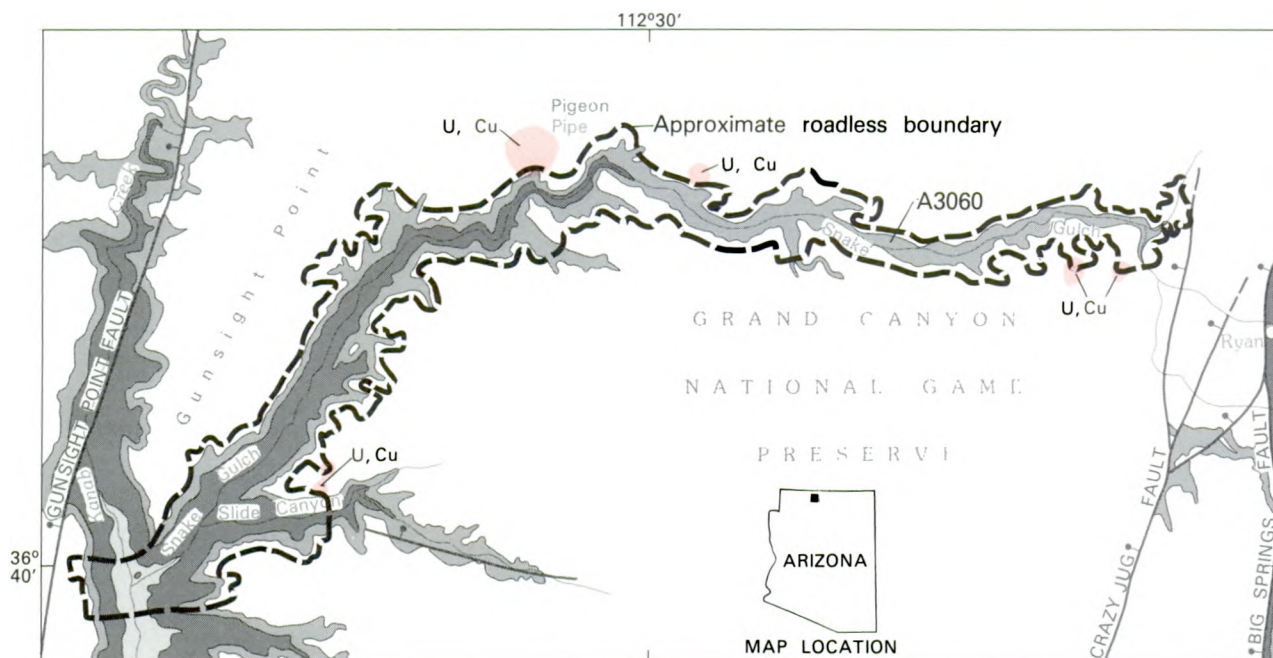 112°30'
Pigeon
Pipe
U, Cu
Approximate roadless boundary
U, Cu
A3060
Creek
Snake
Gulch
Gunsight Point
GUNSIGHT POINT FAULT
U, Cu
GRAND CANYON
NATIONAL GAME
PRESERVE
Ryan
U, Cu
Gulch
Slide Canyon
Kanab
Snake
36°
40'
ARIZONA
MAP LOCATION
CRAZY JUG FAULT
BIG SPRINGS FAULT